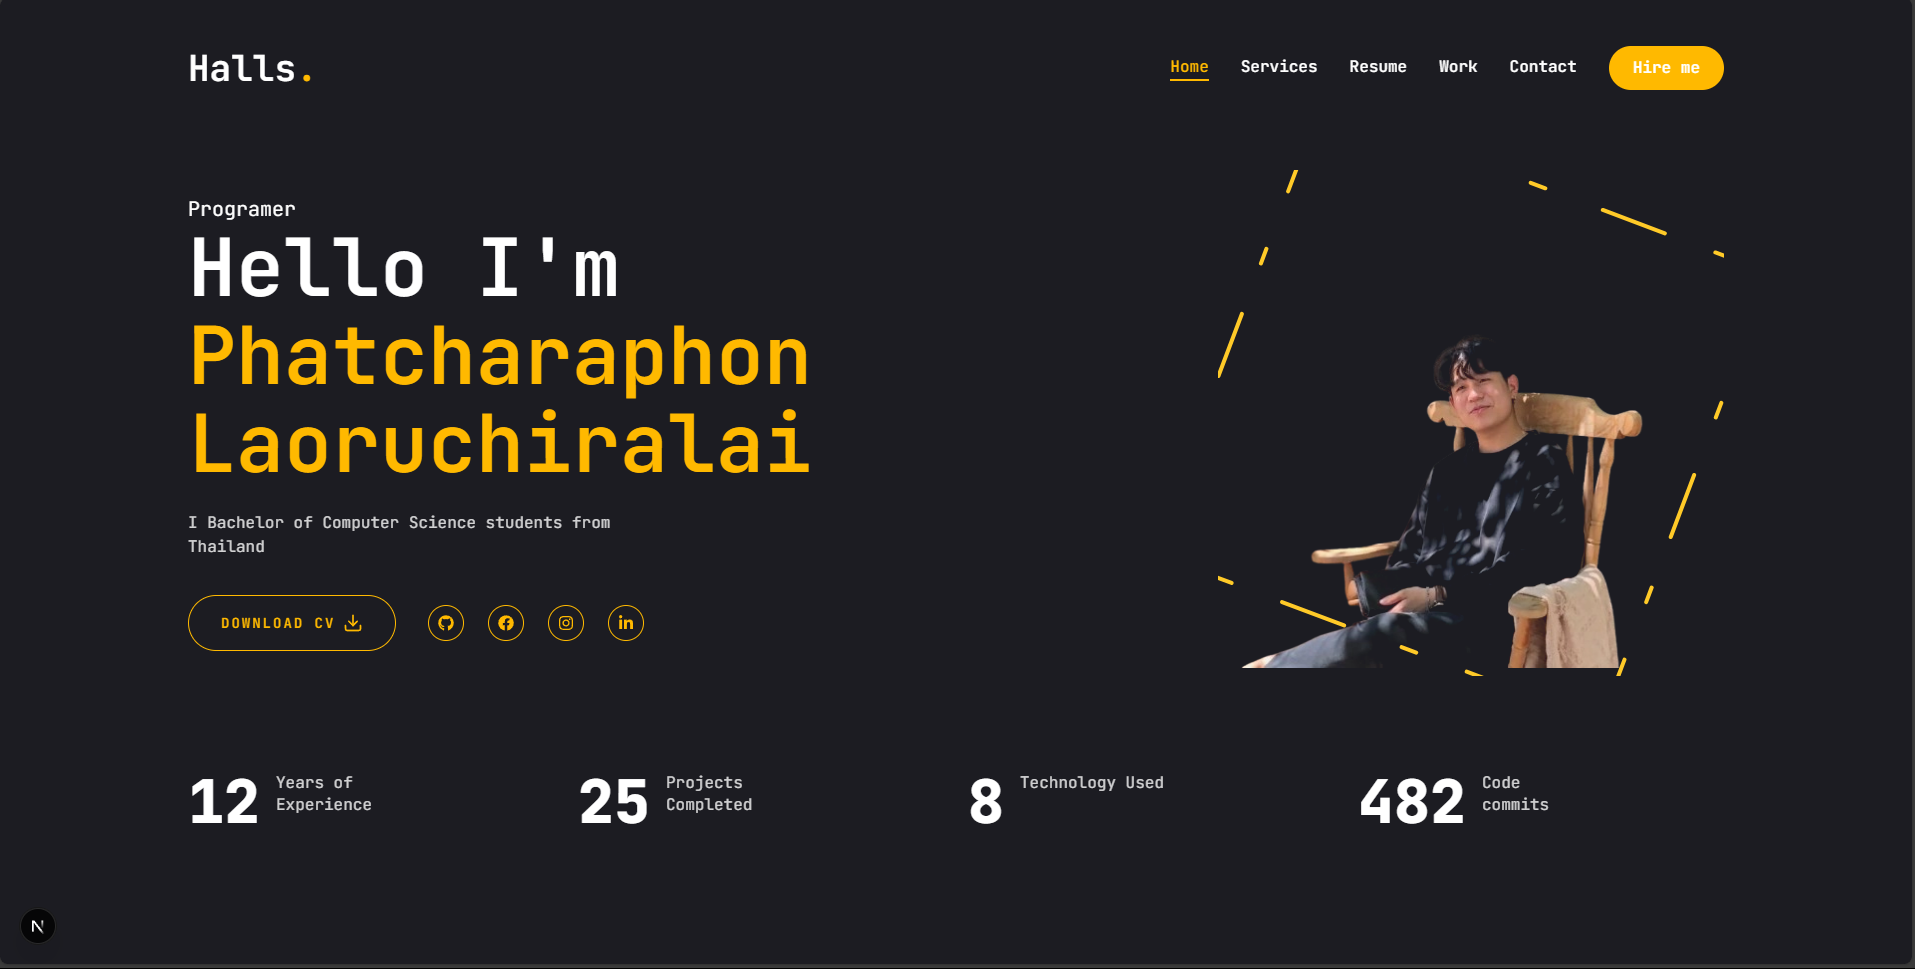 Halls.
Home Services Resume Work Contact Hire me
Programer
Hello I'm
Phatcharaphon
Laoruchiralai
I Bachelor of Computer Science students from
Thailand
DOWNLOAD CV
12 Years of
Experience
25 Projects
Completed
8 Technology Used
482 Code
commits